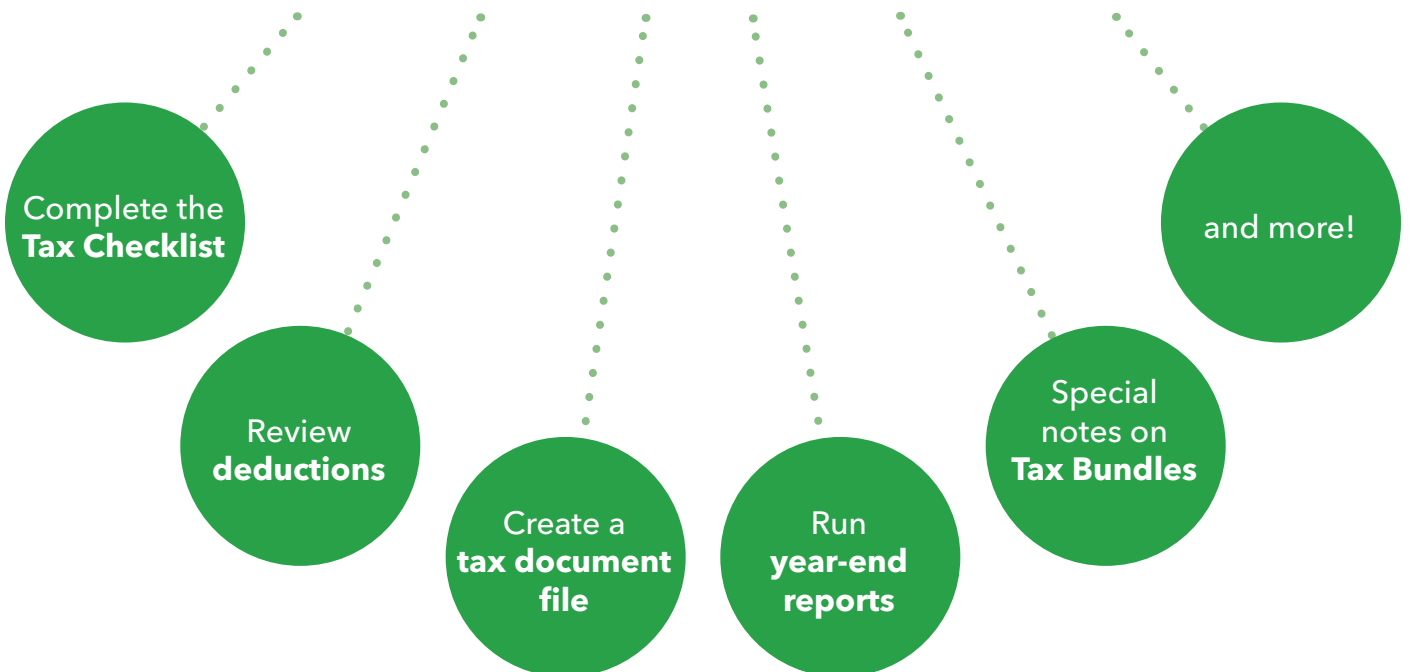 Complete the
Tax Checklist
Review
deductions
Create a
tax document
file
Run
year-end
reports
Special
notes on
Tax Bundles
and more!